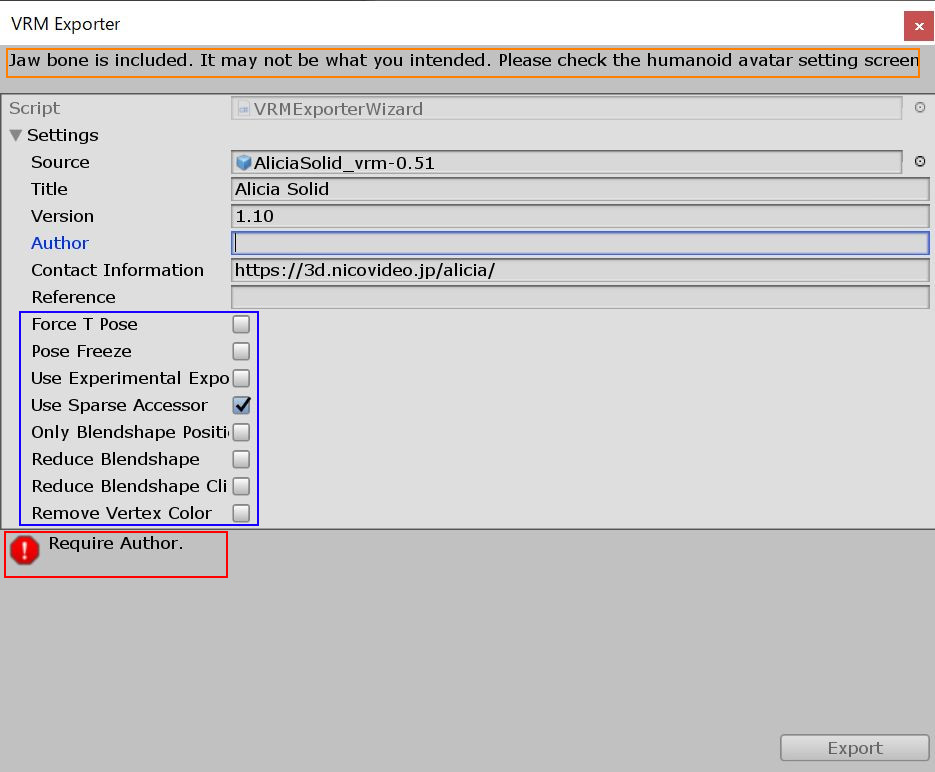 VRM Exporter
Jaw bone is included. It may not be what you intended. Please check the humanoid avatar setting screen
Script VRMExporterWizard
Settings
Source AliciaSolid_vrm-0.51
Title Alicia Solid
Version 1.10
Author
Contact Information https://3d.nicovideo.jp/alicia/
Reference
Force T Pose
Pose Freeze
Use Experimental Expo
Use Sparse Accessor
Only Blendshape Positi
Reduce Blendshape
Reduce Blendshape Cli
Remove Vertex Color
Require Author.
Export